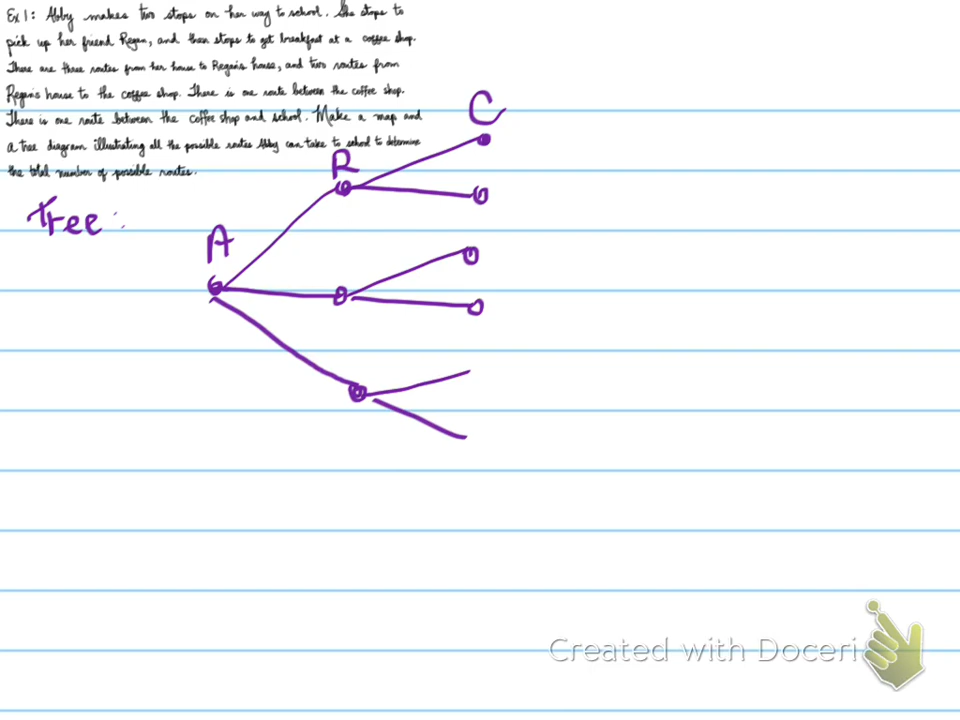 Ex 1: Abby makes two stops on her way to school. She stops to
pick up her friend Regan, and then stops to get breakfast at a coffee shop.
There are three routes from her house to Regan's house, and two routes from
Regan's house to the coffee shop. There is one route between the coffee shop.
There is one route between the coffee shop and school. Make a map and
a tree diagram illustrating all the possible routes Abby can take to school to determine
the total number of possible routes.
Tree:
A
R
C
Created with Doceri